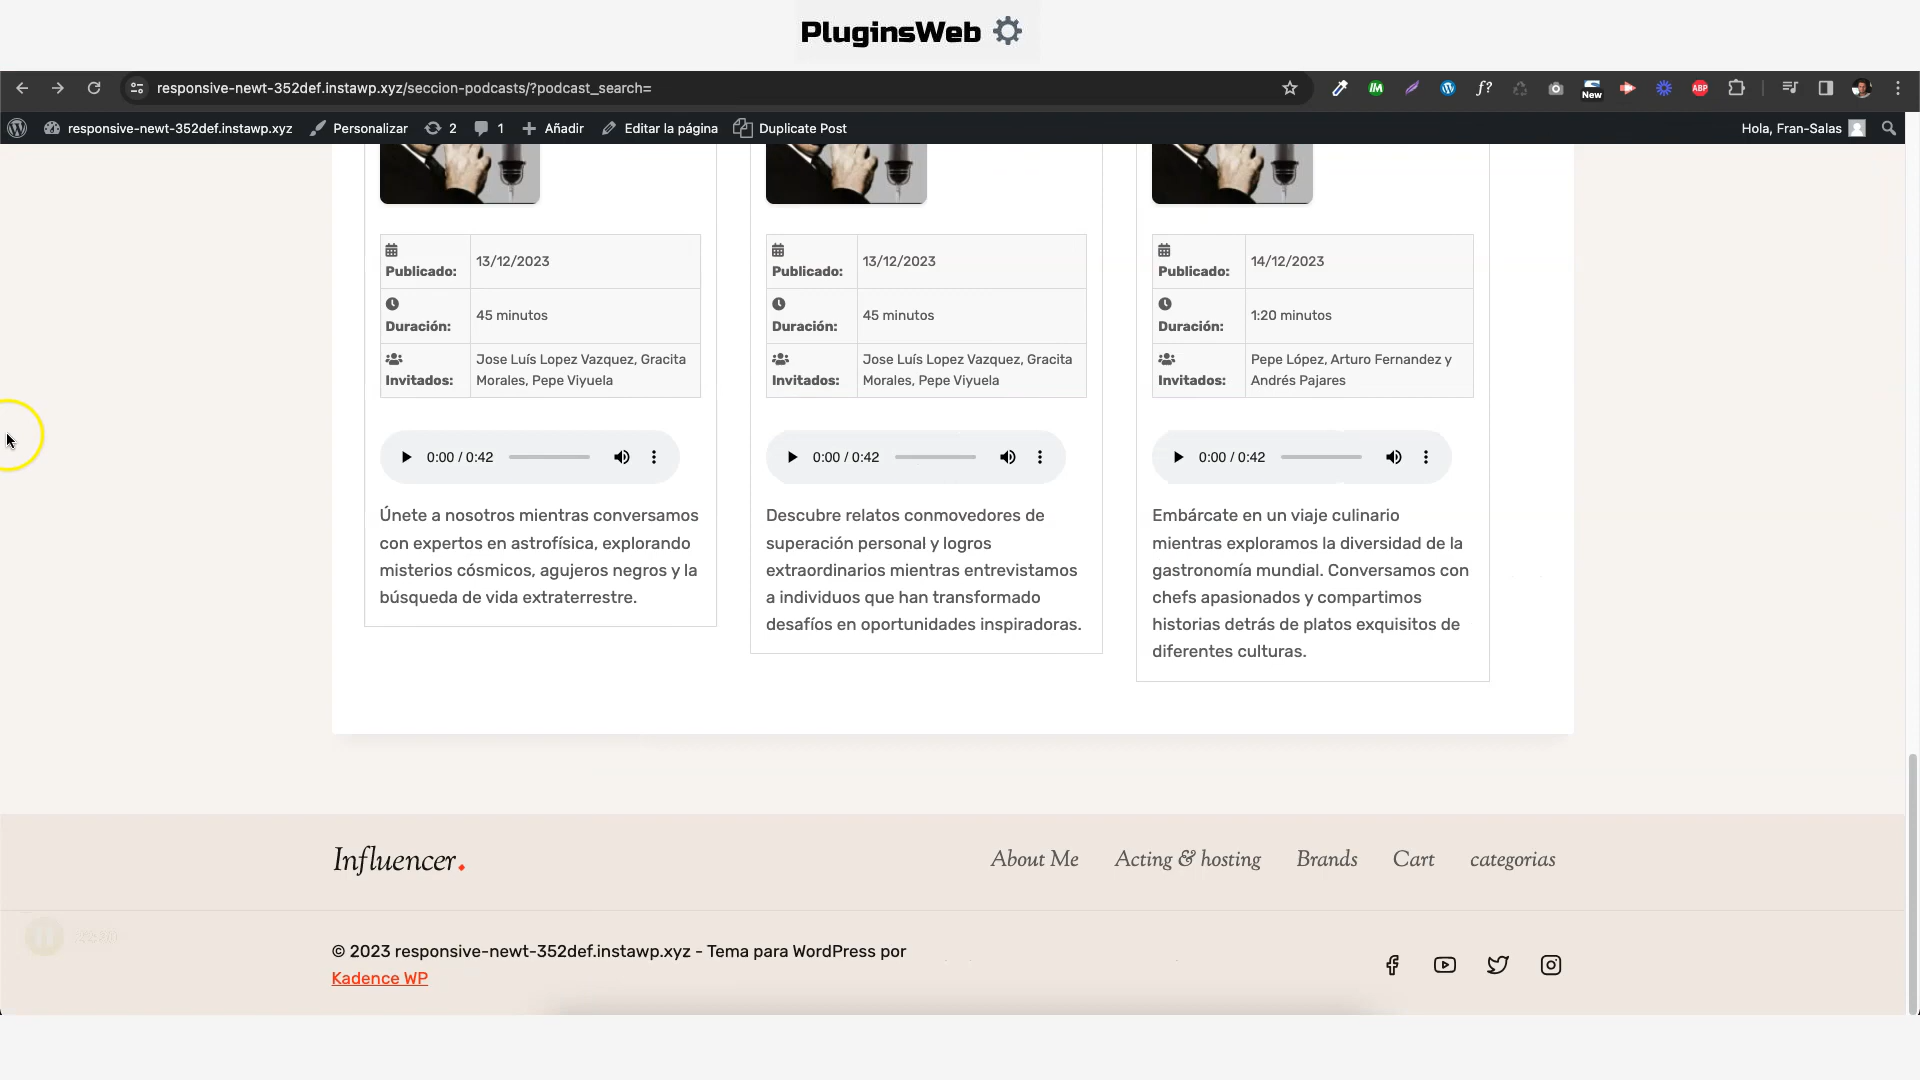 PluginsWeb
responsive-newt-352def.instawp.xyz/seccion-podcasts/?podcast_search=
f?
New
ABP
responsive-newt-352def.instawp.xyz
Personalizar
2
1
Añadir
Editar la página
Duplicate Post
Hola, Fran-Salas
Publicado:
13/12/2023
Duración:
45 minutos
Invitados:
Jose Luís Lopez Vazquez, Gracita
Morales, Pepe Viyuela
0:00 / 0:42
Únete a nosotros mientras conversamos
con expertos en astrofísica, explorando
misterios cósmicos, agujeros negros y la
búsqueda de vida extraterrestre.
Publicado:
13/12/2023
Duración:
45 minutos
Invitados:
Jose Luís Lopez Vazquez, Gracita
Morales, Pepe Viyuela
0:00 / 0:42
Descubre relatos conmovedores de
superación personal y logros
extraordinarios mientras entrevistamos
a individuos que han transformado
desafíos en oportunidades inspiradoras.
Publicado:
14/12/2023
Duración:
1:20 minutos
Invitados:
Pepe López, Arturo Fernandez y
Andrés Pajares
0:00 / 0:42
Embárcate en un viaje culinario
mientras exploramos la diversidad de la
gastronomía mundial. Conversamos con
chefs apasionados y compartimos
historias detrás de platos exquisitos de
diferentes culturas.
Influencer.
About Me
Acting & hosting
Brands
Cart
categorias
© 2023 responsive-newt-352def.instawp.xyz - Tema para WordPress por
Kadence WP